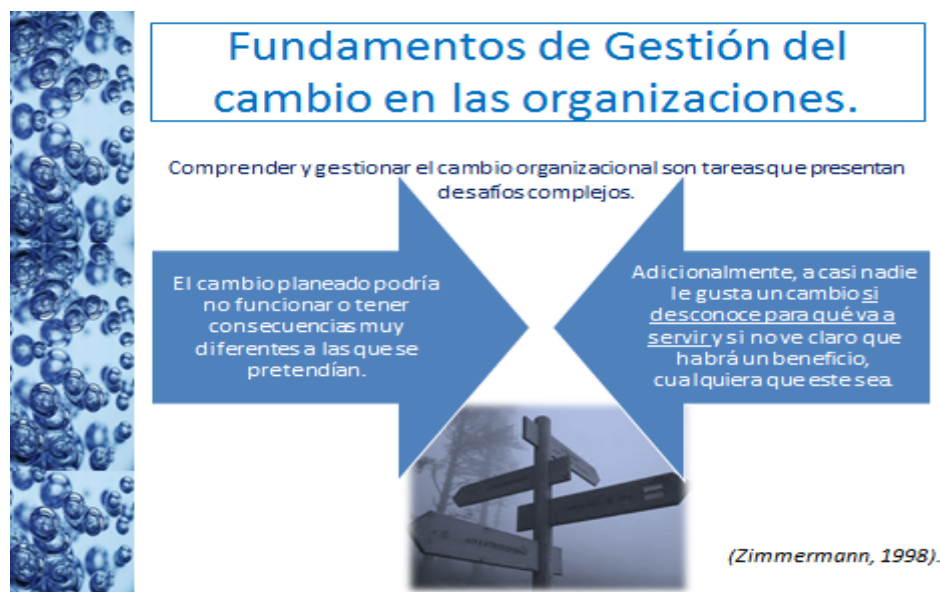 Fundamentos de Gestión del
cambio en las organizaciones.
Comprender y gestionar el cambio organizacional son tareas que presentan
desafíos complejos.
El cambio planeado podría
no funcionar o tener
consecuencias muy
diferentes a las que se
pretendían.
Adicionalmente, a casi nadie
le gusta un cambio si
desconoce para qué va a
servir y si no ve claro que
habrá un beneficio,
cualquiera que este sea.
(Zimmermann, 1998).